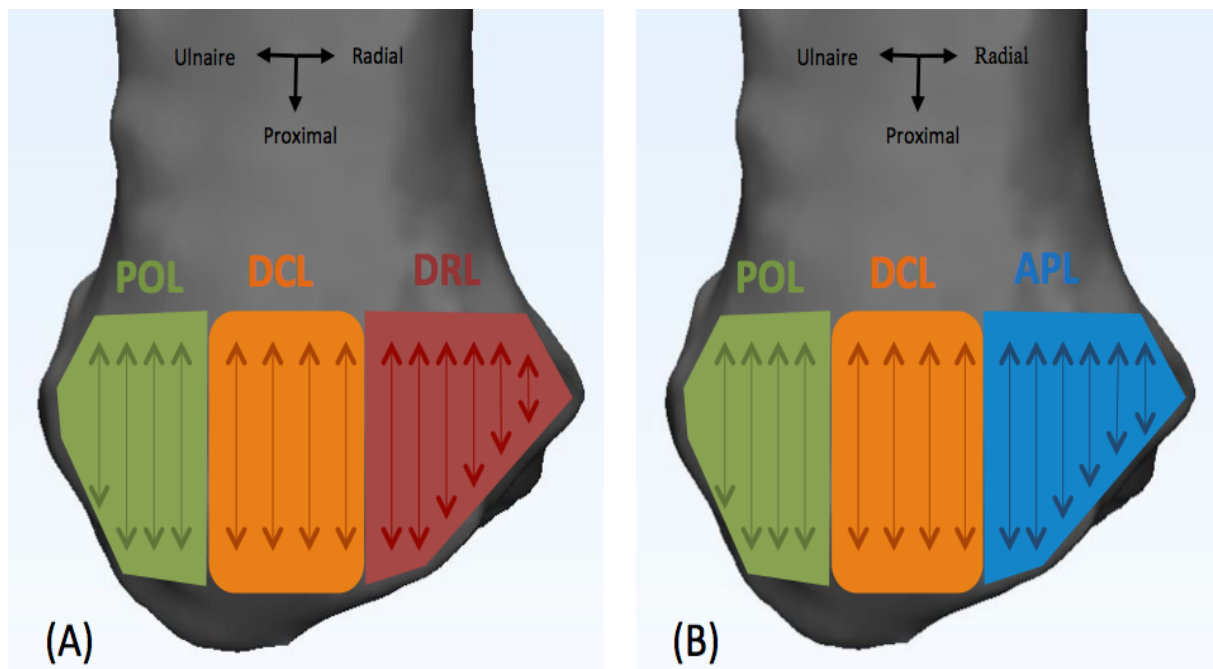 Ulnaire Radial
Proximal
POL DCL DRL
(A)
Ulnaire Radial
Proximal
POL DCL APL
(B)